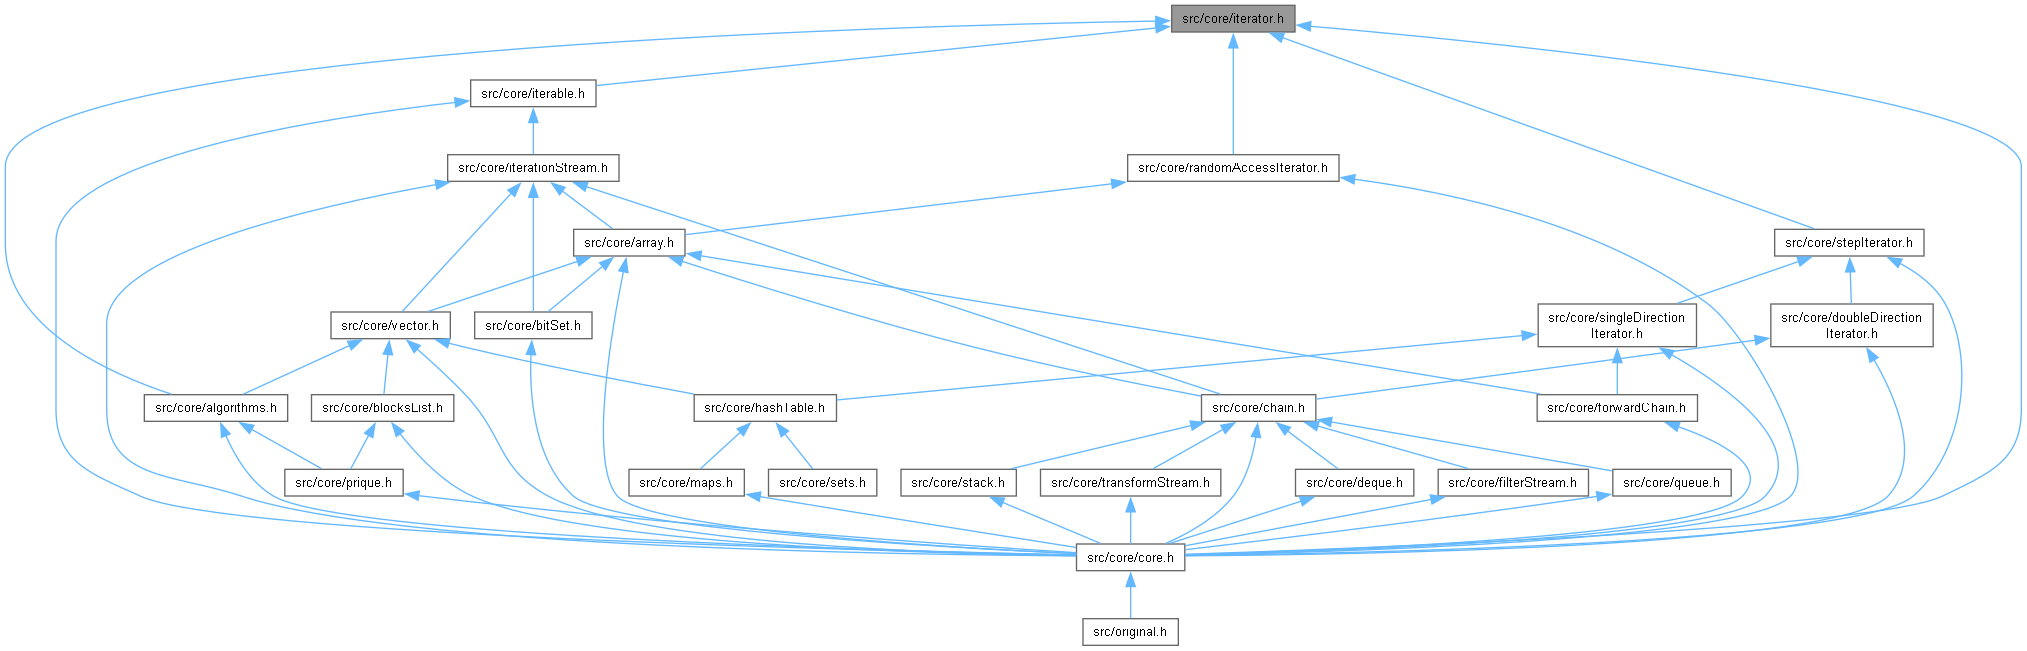 src/core/iterator.h
src/core/iterable.h
src/core/iterationStream.h
src/core/randomAccessIterator.h
src/core/array.h
src/core/stepIterator.h
src/core/vector.h
src/core/bitSet.h
src/core/singleDirection
Iterator.h
src/core/doubleDirection
Iterator.h
src/core/algorithms.h
src/core/blocksList.h
src/core/hashTable.h
src/core/chain.h
src/core/forwardChain.h
src/core/prique.h
src/core/maps.h
src/core/sets.h
src/core/stack.h
src/core/transformStream.h
src/core/deque.h
src/core/filterStream.h
src/core/queue.h
src/core/core.h
src/original.h